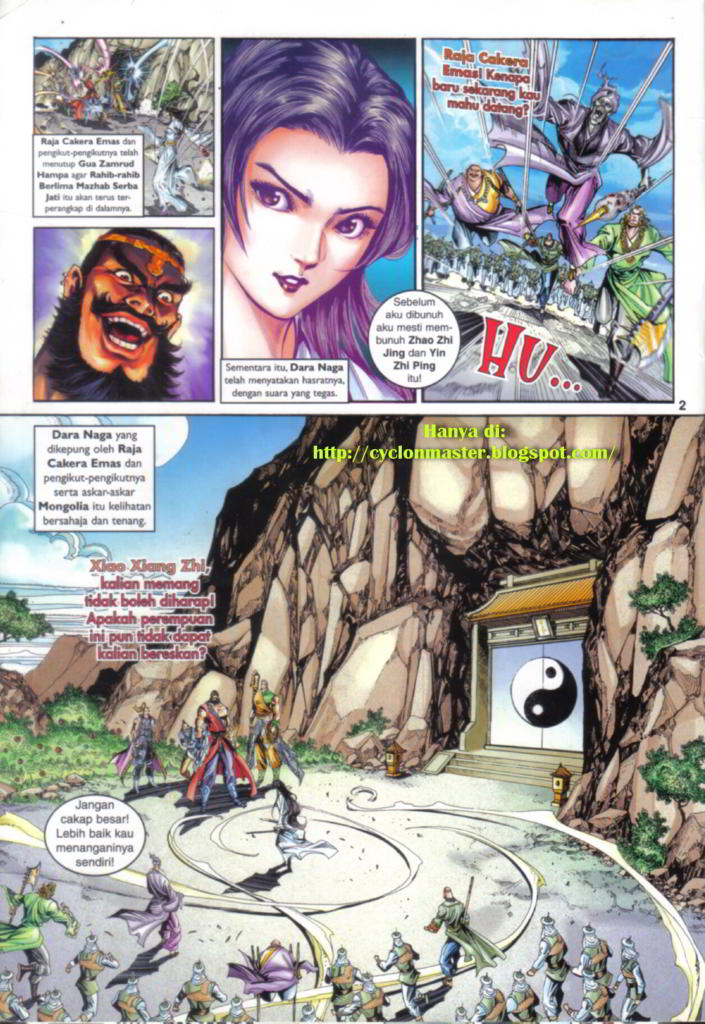 Raja Cakera Emas dan
pengikut-pengikutnya telah
menutup Gua Zamrud
Hampa agar Rahib-rahib
Berlima Mazhab Serba
Jati itu akan terus ter-
perangkap di dalamnya.
Sementara itu, Dara Naga
telah menyatakan hasratnya,
dengan suara yang tegas.
Sebelum
aku dibunuh
aku mesti mem-
bunuh Zhao Zhi
Jing dan Yin
Zhi Ping
itu!
Raja Cakera
Emas! Kenapa
baru sekarang kau
mahu datang?
HU...
2
Dara Naga yang
dikepung oleh Raja
Cakera Emas dan
pengikut-pengikutnya
serta askar-askar
Mongolia itu kelihatan
bersahaja dan tenang.
Hanya di:
http://cyclonmaster.blogspot.com/
Xiao Xiang Zhi,
kalian memang
tidak boleh diharap!
Apakah perempuan
ini pun tidak dapat
kalian bereskan?
Jangan
cakap besar!
Lebih baik kau
menanganinya
sendiri!